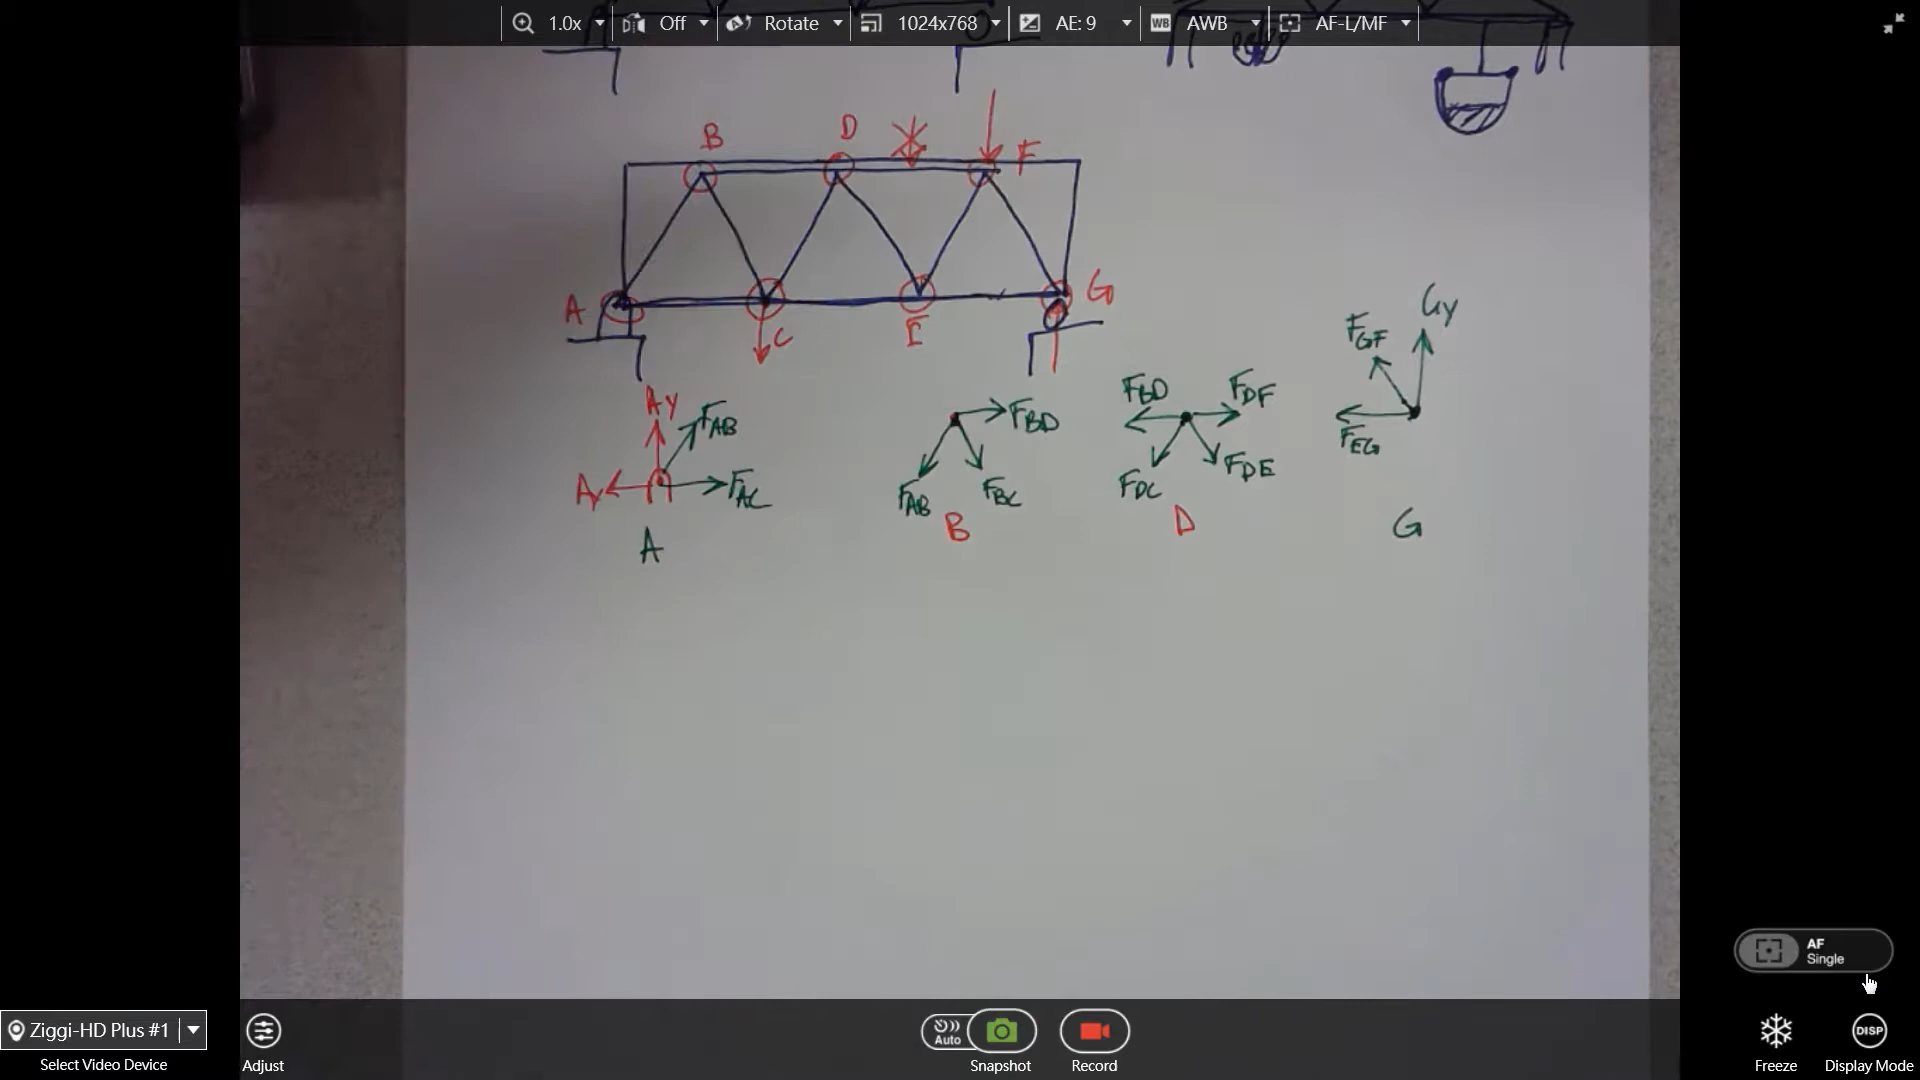 1.0x Off Rotate 1024x768 AE: 9 WB AWB AF-L/MF
B D F
A C E G
Ay FAB
Ax FAC
A
FBD
FAB FBC
B
FBD FDF
FDC FDE
D
Gy
FGF
FEG
G
AF
Single
Ziggi-HD Plus #1
Select Video Device
Adjust
Auto
Snapshot
Record
Freeze
DISP
Display Mode